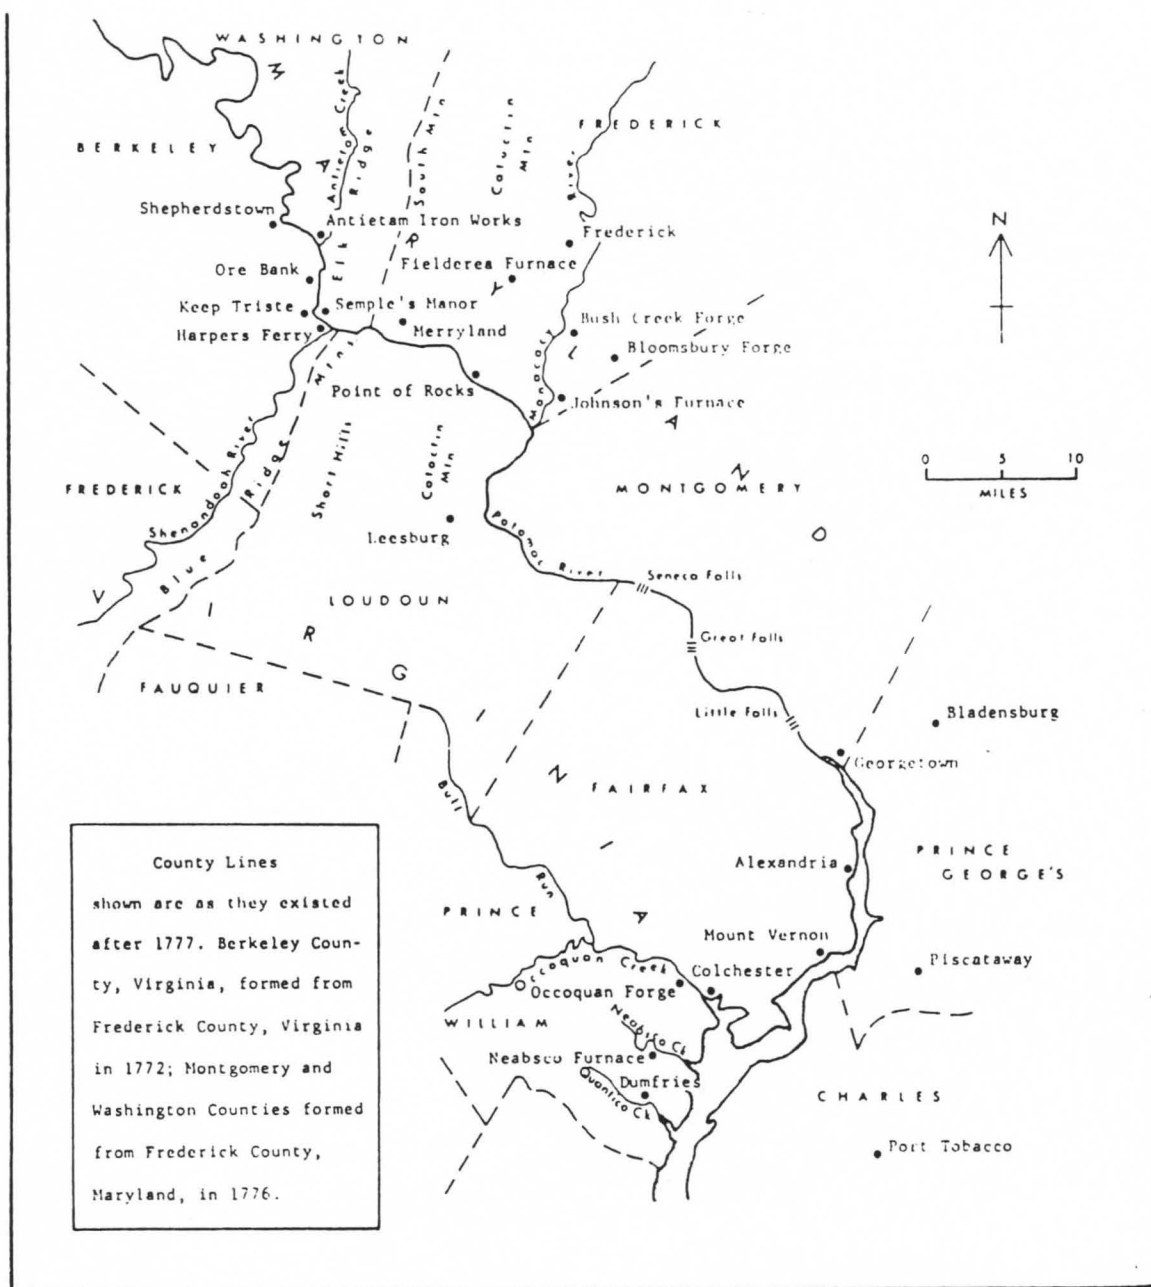 WASHINGTON
M
Antietam Creek
Elk Ridge
South Mtn
Catoctin
Mtn
FREDERICK
BERKELEY
A
River
Shepherdstown
Antietam Iron Works
R
Frederick
Ore Bank
Fielderea Furnace
Y
Keep Triste
Semple's Manor
Harpers Ferry
Merryland
Bush Creek Forge
L
Bloomsbury Forge
Point of Rocks
Monocacy
Johnson's Furnace
A
N
Shenandoah River
Blue Ridge Mtns
Short Hills
Catoctin
Mtn
FREDERICK
MONTGOMERY
N
0 5 10
MILES
D
Leesburg
Potomac River
Seneca Falls
V
I
LOUDOUN
R
Great Falls
G
FAUQUIER
I
Little Falls
Bladensburg
Georgetown
N
FAIRFAX
Bull Run
I
Alexandria
PRINCE
GEORGE'S
PRINCE
A
Mount Vernon
Piscataway
Occoquon Creek
Colchester
Occoquan Forge
WILLIAM
Neabsco Ck
Neabsco Furnace
Dumfries
Quantico Ck
CHARLES
Port Tobacco
County Lines
shown are as they existed
after 1777. Berkeley Coun-
ty, Virginia, formed from
Frederick County, Virginia
in 1772; Montgomery and
Washington Counties formed
from Frederick County,
Maryland, in 1776.